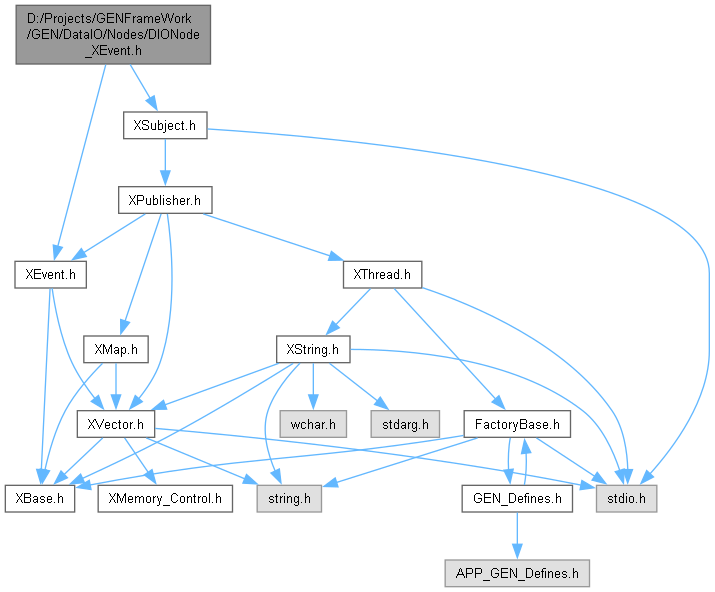 D:/Projects/GENFrameWork
/GEN/DataIO/Nodes/DIONode
_XEvent.h
XSubject.h
XPublisher.h
XEvent.h
XThread.h
XMap.h
XString.h
XVector.h
wchar.h
stdarg.h
FactoryBase.h
XBase.h
XMemory_Control.h
string.h
GEN_Defines.h
stdio.h
APP_GEN_Defines.h